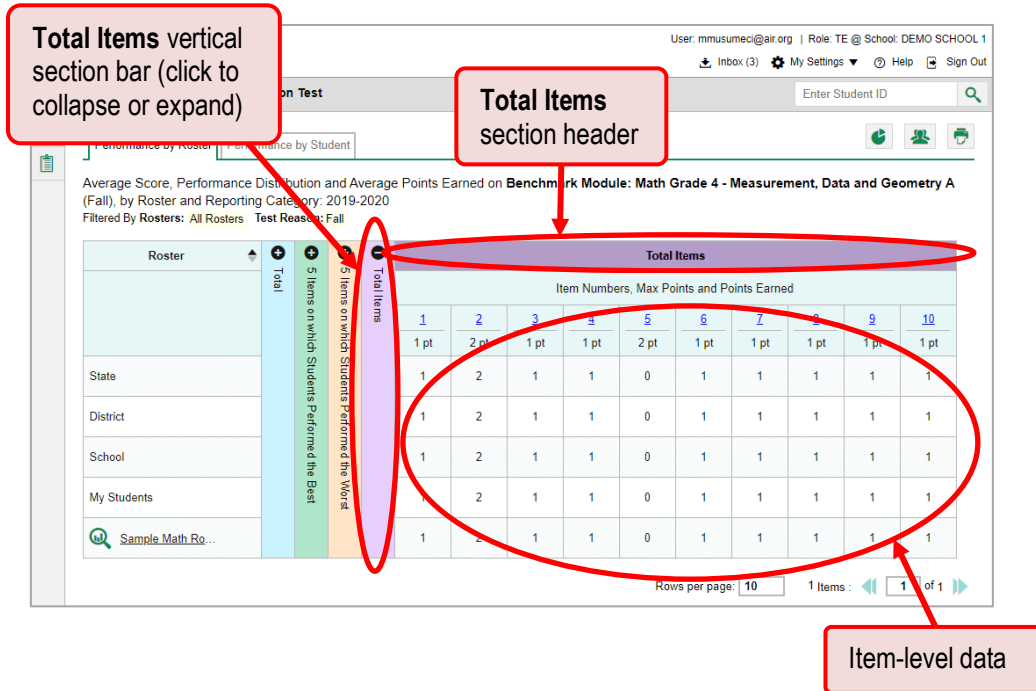 Total Items vertical
section bar (click to
collapse or expand)
User: mmusumeci@air.org | Role: TE @ School: DEMO SCHOOL 1
Inbox (3) My Settings ▼ Help Sign Out
on Test
Enter Student ID
Total Items
section header
Performance by Roster Performance by Student
Average Score, Performance Distribution and Average Points Earned on Benchmark Module: Math Grade 4 - Measurement, Data and Geometry A
(Fall), by Roster and Reporting Category: 2019-2020
Filtered By Rosters: All Rosters Test Reason: Fall
Roster
Total
5 Items on which Students Performed the Best
5 Items on which Students Performed the Worst
Total Items
Total Items
Item Numbers, Max Points and Points Earned
1 2 3 4 5 6 7 8 9 10
1 pt 2 pt 1 pt 1 pt 2 pt 1 pt 1 pt 1 pt 1 pt 1 pt
State 1 2 1 1 0 1 1 1 1 1
District 1 2 1 1 0 1 1 1 1 1
School 1 2 1 1 0 1 1 1 1 1
My Students 1 2 1 1 0 1 1 1 1 1
Sample Math Ro... 1 2 1 1 0 1 1 1 1 1
Rows per page: 10 1 Items : 1 of 1
Item-level data